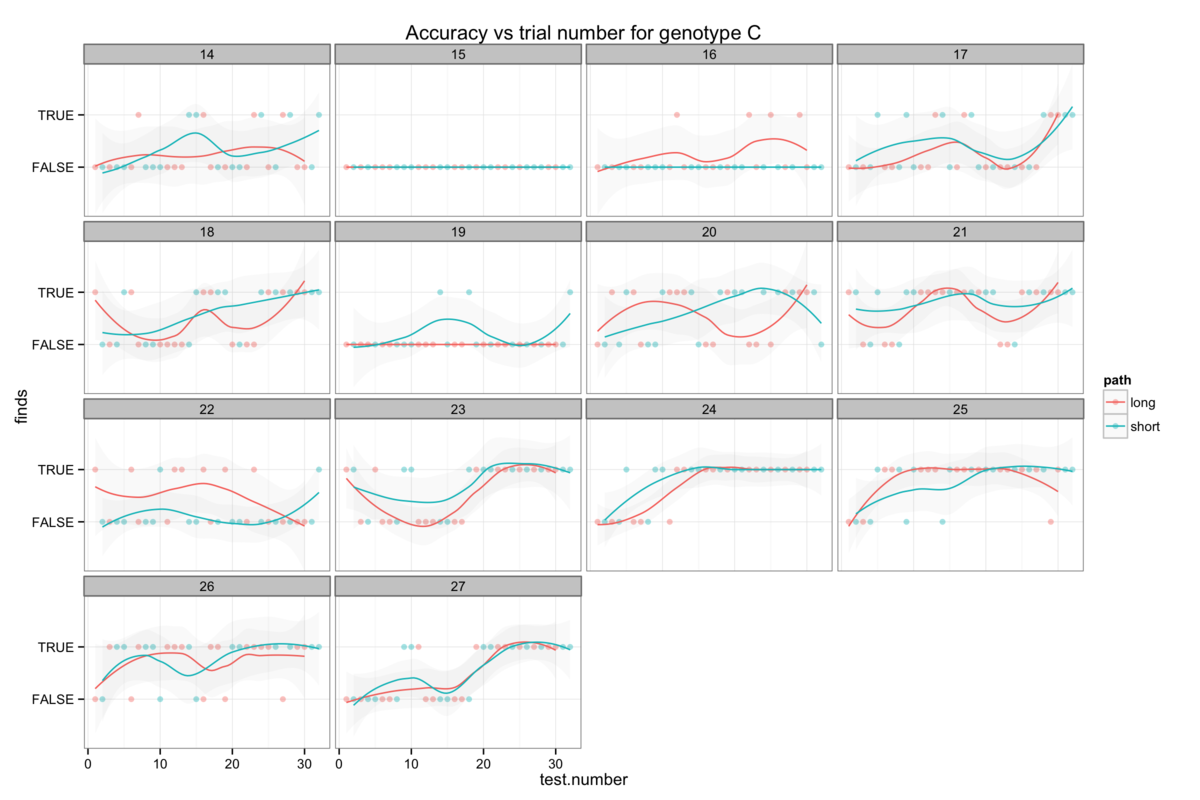 Accuracy vs trial number for genotype C
14 15 16 17
TRUE
FALSE
18 19 20 21
TRUE
FALSE
finds
path
long
short
22 23 24 25
TRUE
FALSE
26 27
TRUE
FALSE
0 10 20 30 0 10 20 30
test.number